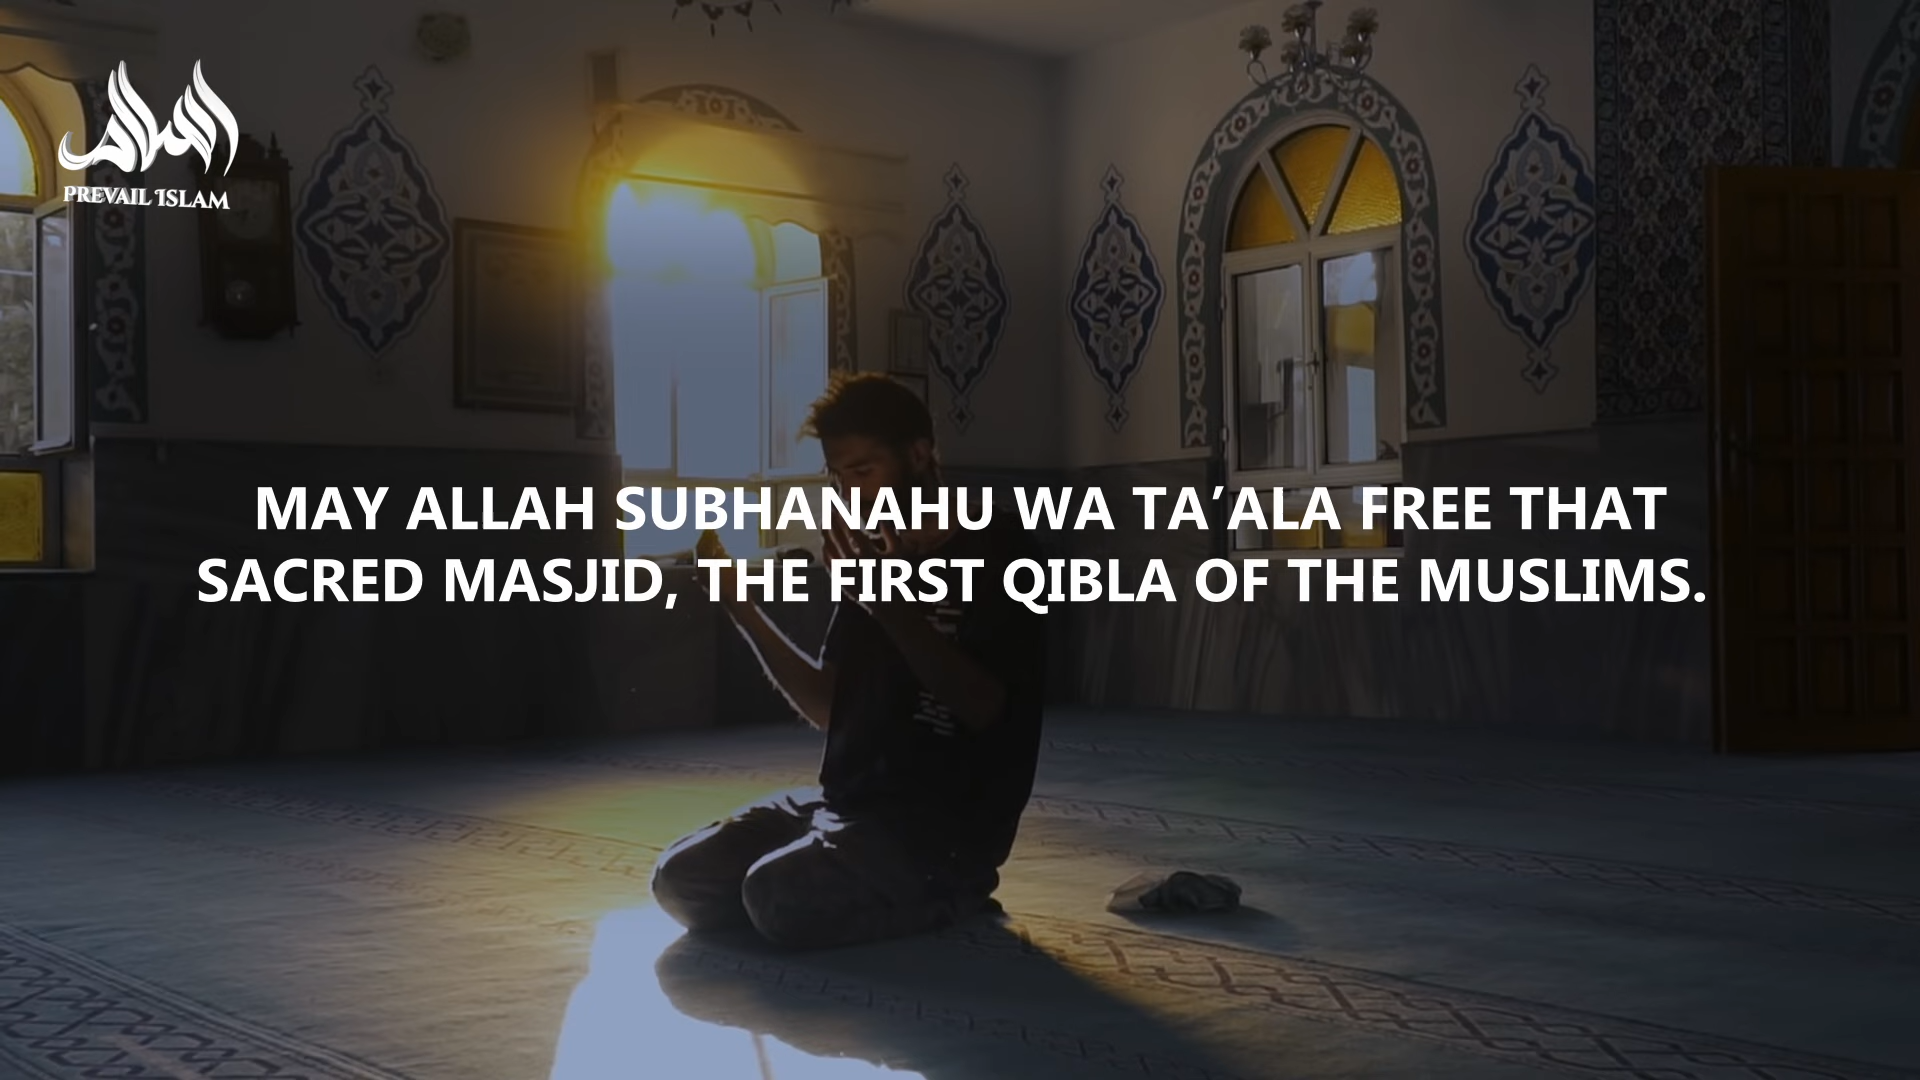 PREVAIL ISLAM
MAY ALLAH SUBHANAHU WA TA’ALA FREE THAT
SACRED MASJID, THE FIRST QIBLA OF THE MUSLIMS.